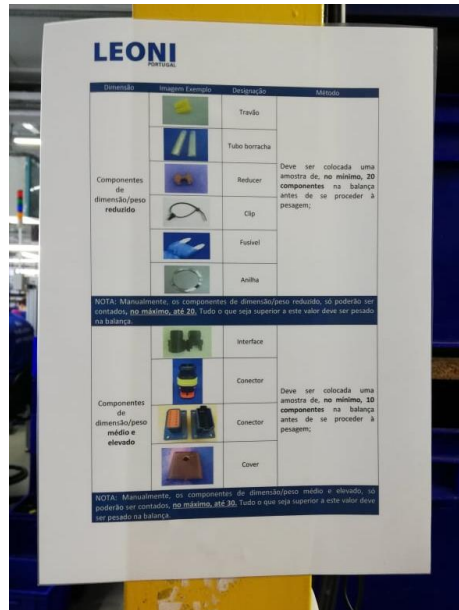 LEONI
PORTUGAL
Dimensão Imagem Exemplo Designação Método
Componentes
de
dimensão/peso
reduzido
Travão
Tubo borracha
Reducer
Clip
Fusível
Anilha
Deve ser colocada uma
amostra de, no mínimo, 20
componentes na balança
antes de se proceder à
pesagem;
NOTA: Manualmente, os componentes de dimensão/peso reduzido, só poderão ser
contados, no máximo, até 20. Tudo o que seja superior a este valor deve ser pesado
na balança.
Componentes
de
dimensão/peso
médio e
elevado
Interface
Conector
Conector
Cover
Deve ser colocada uma
amostra de, no mínimo, 10
componentes na balança
antes de se proceder à
pesagem;
NOTA: Manualmente, os componentes de dimensão/peso médio e elevado, só
poderão ser contados, no máximo, até 30. Tudo o que seja superior a este valor deve
ser pesado na balança.